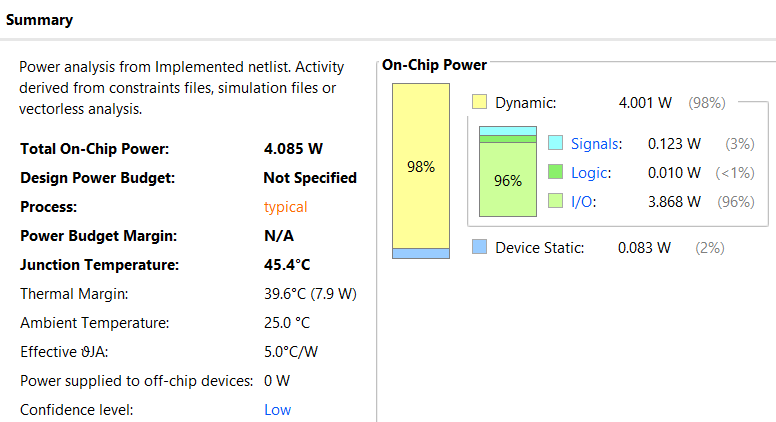 Summary
Power analysis from Implemented netlist. Activity
derived from constraints files, simulation files or
vectorless analysis.
Total On-Chip Power: 4.085 W
Design Power Budget: Not Specified
Process: typical
Power Budget Margin: N/A
Junction Temperature: 45.4°C
Thermal Margin: 39.6°C (7.9 W)
Ambient Temperature: 25.0 °C
Effective ϑJA: 5.0°C/W
Power supplied to off-chip devices: 0 W
Confidence level: Low
On-Chip Power
98%
Dynamic: 4.001 W (98%)
96%
Signals: 0.123 W (3%)
Logic: 0.010 W (<1%)
I/O: 3.868 W (96%)
Device Static: 0.083 W (2%)